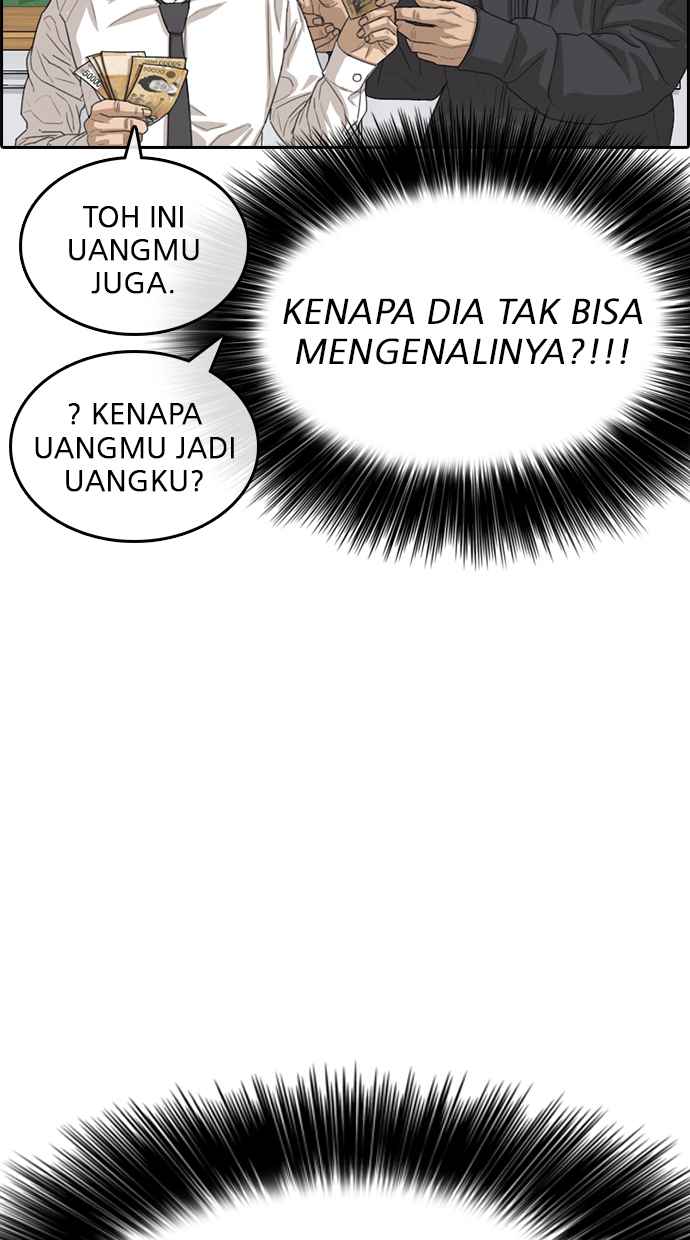 TOH INI
UANGMU
JUGA.
KENAPA DIA TAK BISA
MENGENALINYA?!!!
? KENAPA
UANGMU JADI
UANGKU?